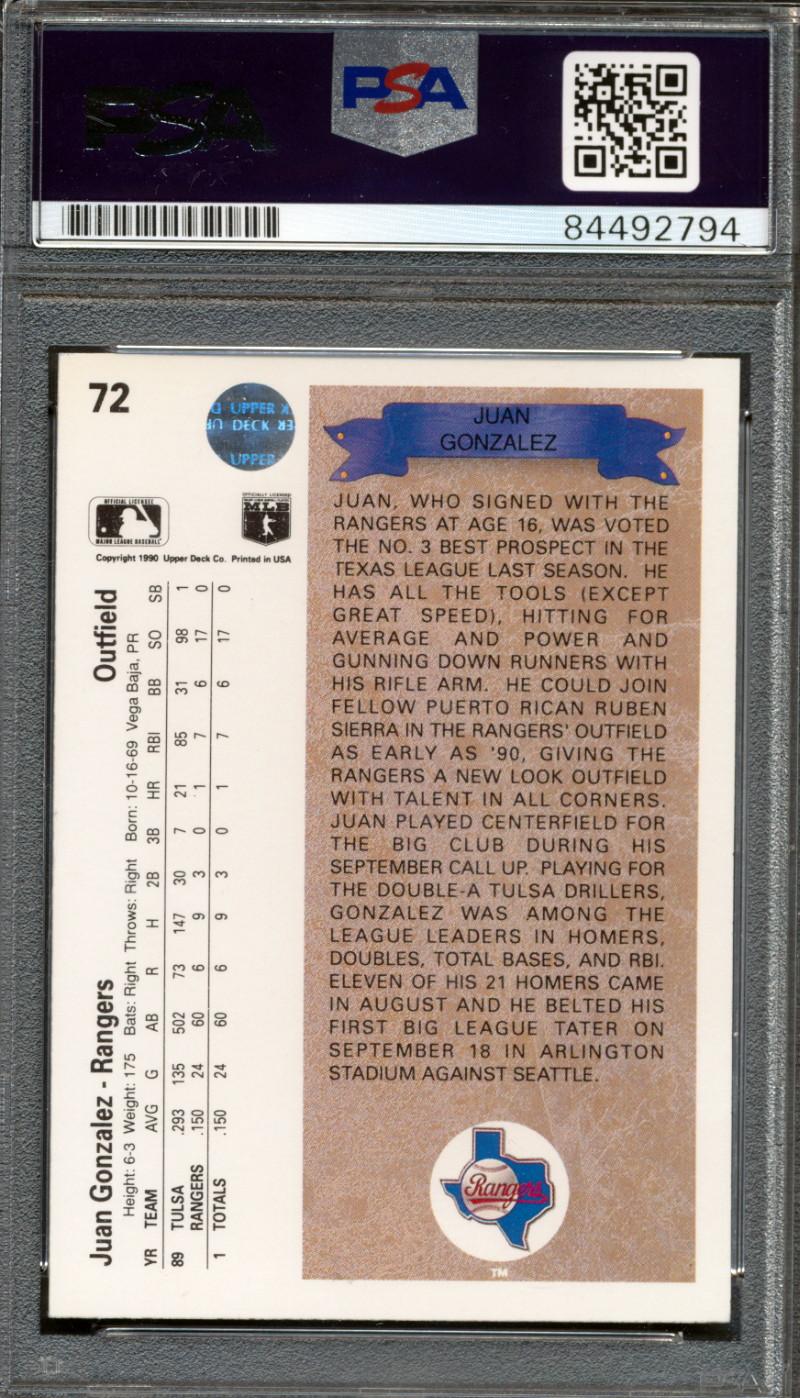 PSA
PSA
84492794
72
UPPER
DECK
UPPER
OFFICIAL LICENSEE
MAJOR LEAGUE BASEBALL
OFFICIALLY LICENSED
MLB
Copyright 1990 Upper Deck Co. Printed in USA
JUAN
GONZALEZ
JUAN, WHO SIGNED WITH THE
RANGERS AT AGE 16, WAS VOTED
THE NO. 3 BEST PROSPECT IN THE
TEXAS LEAGUE LAST SEASON. HE
HAS ALL THE TOOLS (EXCEPT
GREAT SPEED), HITTING FOR
AVERAGE AND POWER AND
GUNNING DOWN RUNNERS WITH
HIS RIFLE ARM. HE COULD JOIN
FELLOW PUERTO RICAN RUBEN
SIERRA IN THE RANGERS' OUTFIELD
AS EARLY AS '90, GIVING THE
RANGERS A NEW LOOK OUTFIELD
WITH TALENT IN ALL CORNERS.
JUAN PLAYED CENTERFIELD FOR
THE BIG CLUB DURING HIS
SEPTEMBER CALL UP. PLAYING FOR
THE DOUBLE-A TULSA DRILLERS,
GONZALEZ WAS AMONG THE
LEAGUE LEADERS IN HOMERS,
DOUBLES, TOTAL BASES, AND RBI.
ELEVEN OF HIS 21 HOMERS CAME
IN AUGUST AND HE BELTED HIS
FIRST BIG LEAGUE TATER ON
SEPTEMBER 18 IN ARLINGTON
STADIUM AGAINST SEATTLE.
Rangers
TM
Juan Gonzalez - Rangers Outfield
Height: 6-3 Weight: 175 Bats: Right Throws: Right Born: 10-16-69 Vega Baja, PR
YR TEAM AVG G AB R H 2B 3B HR RBI BB SO SB
89 TULSA .293 135 502 73 147 30 7 21 85 31 98 1
RANGERS .150 24 60 6 9 3 0 1 7 6 17 0
1 TOTALS .150 24 60 6 9 3 0 1 7 6 17 0